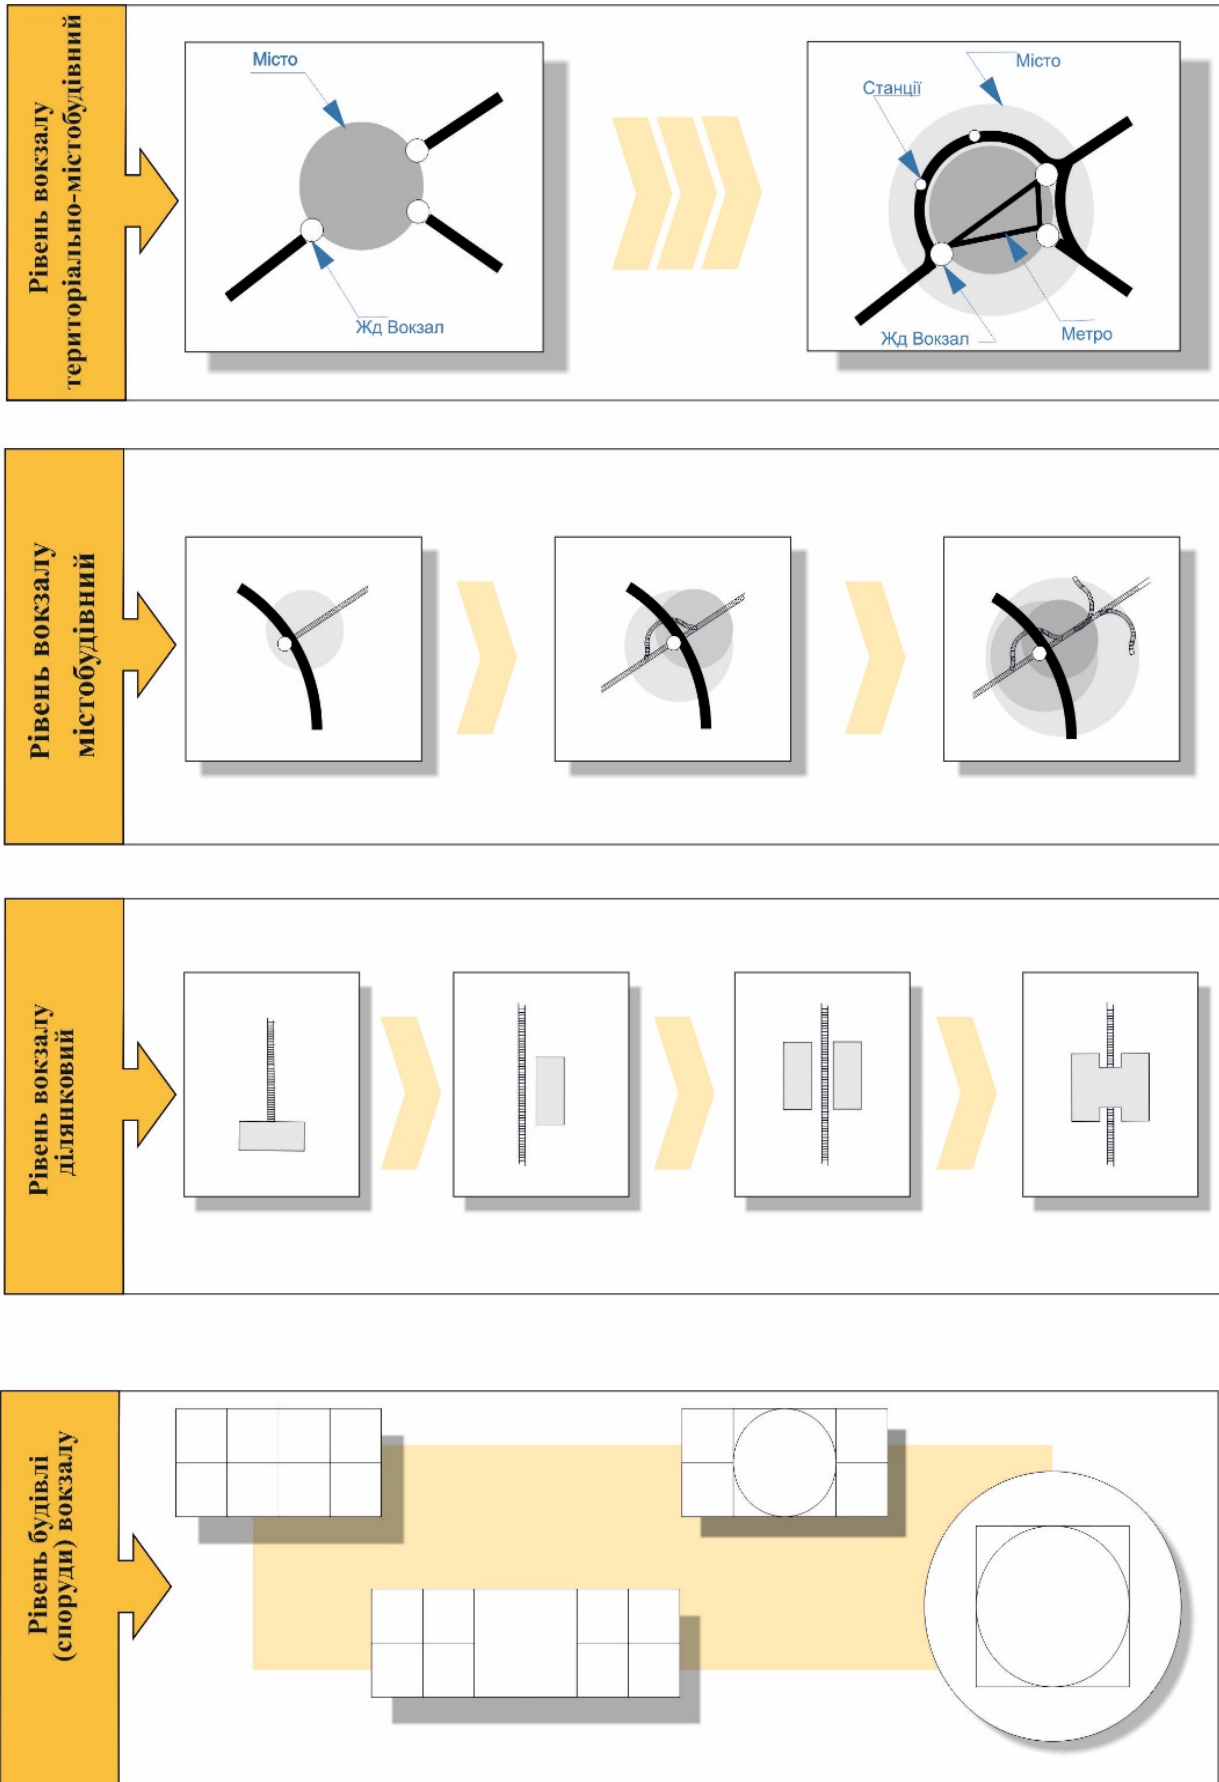 Рівень вокзалу
територіально-містобудівний
Місто
Жд Вокзал
Місто
Станції
Жд Вокзал
Метро
Рівень вокзалу
містобудівний
Рівень вокзалу
ділянковий
Рівень будівлі
(споруди) вокзалу